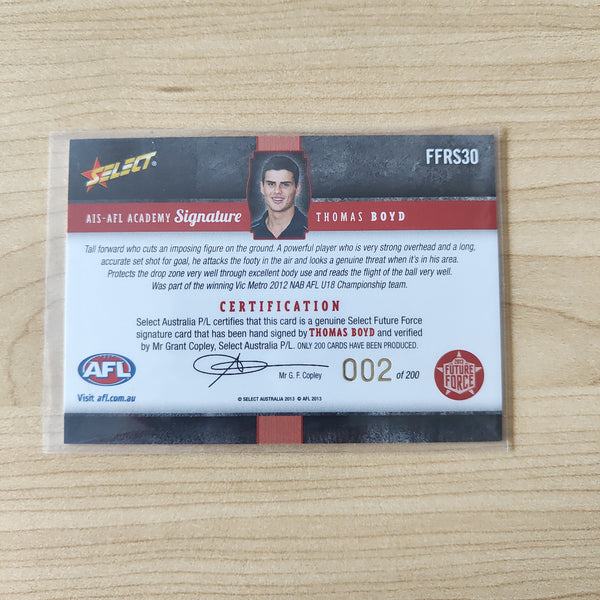 SELECT
FFRS30
AIS-AFL ACADEMY Signature THOMAS BOYD
Tall forward who cuts an imposing figure on the ground. A powerful player who is very strong overhead and a long,
accurate set shot for goal, he attacks the footy in the air and looks a genuine threat when it's in his area.
Protects the drop zone very well through excellent body use and reads the flight of the ball very well.
Was part of the winning Vic Metro 2012 NAB AFL U18 Championship team.
CERTIFICATION
Select Australia P/L certifies that this card is a genuine Select Future Force
signature card that has been hand signed by THOMAS BOYD and verified
by Mr Grant Copley, Select Australia P/L. ONLY 200 CARDS HAVE BEEN PRODUCED.
AFL
Visit afl.com.au
Mr G. F. Copley
002 of 200
2013
FUTURE
FORCE
© SELECT AUSTRALIA 2013 © AFL 2013